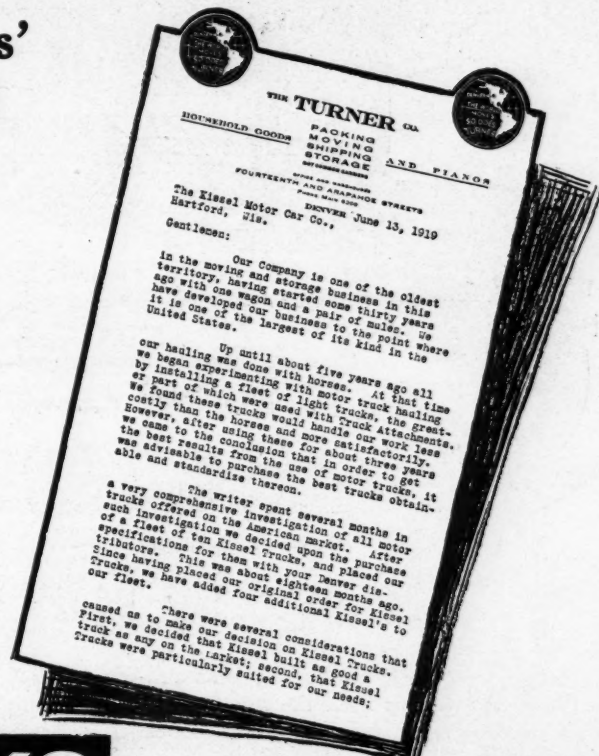 s'
THE TURNER CO.
HOUSEHOLD GOODS
PACKING
MOVING
SHIPPING
STORAGE
AND PIANOS
OFFICE AND WAREHOUSE
FOURTEENTH AND ARAPAHOE STREETS
PHONE MAIN
DENVER June 13, 1919
The Kissel Motor Car Co.,
Hartford, Wis.
Gentlemen:
Our Company is one of the oldest
in the moving and storage business in this
territory, having started some thirty years
ago with one wagon and a pair of mules. We
have developed our business to the point where
it is one of the largest of its kind in the
United States.
Up until about five years ago all
our hauling was done with horses. At that time
we began experimenting with motor truck hauling
by installing a fleet of light trucks, the great-
er part of which were used with Truck Attachments.
We found these trucks would handle our work less
costly than the horses and more satisfactorily.
However, after using these for about three years
we came to the conclusion that in order to get
the best results from the use of motor trucks, it
was advisable to purchase the best trucks obtain-
able and standardize thereon.
The writer spent several months in
a very comprehensive investigation of all motor
trucks offered on the American market. After
such investigation we decided upon the purchase
of a fleet of ten Kissel Trucks, and placed our
specifications for them with your Denver dis-
tributors. This was about eighteen months ago.
Since having placed our original order for Kissel
Trucks, we have added four additional Kissel's to
our fleet.
There were several considerations that
caused us to make our decision on Kissel Trucks.
First, we decided that Kissel built as good a
truck as any on the market; second, that Kissel
Trucks were particularly suited for our needs;